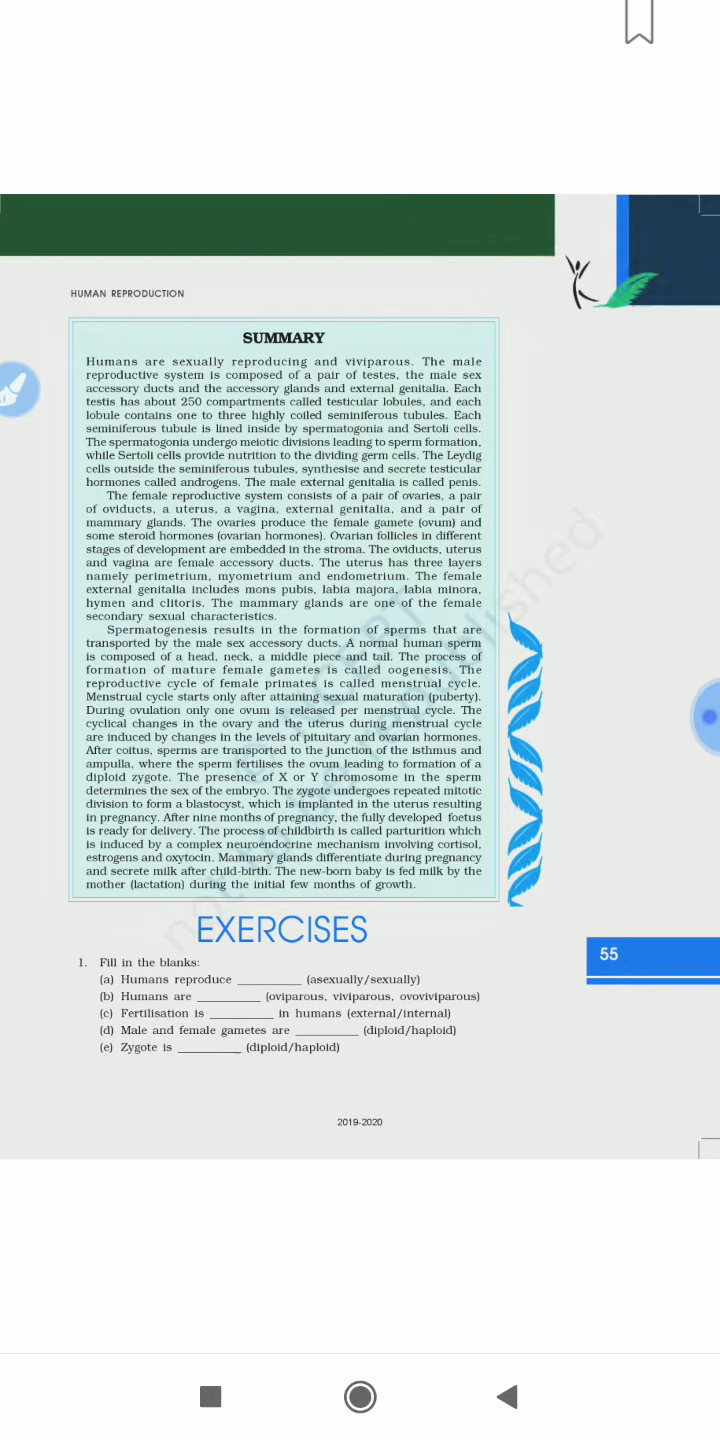 HUMAN REPRODUCTION
SUMMARY
Humans are sexually reproducing and viviparous. The male
reproductive system is composed of a pair of testes, the male sex
accessory ducts and the accessory glands and external genitalia. Each
testis has about 250 compartments called testicular lobules, and each
lobule contains one to three highly coiled seminiferous tubules. Each
seminiferous tubule is lined inside by spermatogonia and Sertoli cells.
The spermatogonia undergo meiotic divisions leading to sperm formation,
while Sertoli cells provide nutrition to the dividing germ cells. The Leydig
cells outside the seminiferous tubules, synthesise and secrete testicular
hormones called androgens. The male external genitalia is called penis.
The female reproductive system consists of a pair of ovaries, a pair
of oviducts, a uterus, a vagina, external genitalia, and a pair of
mammary glands. The ovaries produce the female gamete (ovum) and
some steroid hormones (ovarian hormones). Ovarian follicles in different
stages of development are embedded in the stroma. The oviducts, uterus
and vagina are female accessory ducts. The uterus has three layers
namely perimetrium, myometrium and endometrium. The female
external genitalia includes mons pubis, labia majora, labia minora,
hymen and clitoris. The mammary glands are one of the female
secondary sexual characteristics.
Spermatogenesis results in the formation of sperms that are
transported by the male sex accessory ducts. A normal human sperm
is composed of a head, neck, a middle piece and tail. The process of
formation of mature female gametes is called oogenesis. The
reproductive cycle of female primates is called menstrual cycle.
Menstrual cycle starts only after attaining sexual maturation (puberty).
During ovulation only one ovum is released per menstrual cycle. The
cyclical changes in the ovary and the uterus during menstrual cycle
are induced by changes in the levels of pituitary and ovarian hormones.
After coitus, sperms are transported to the junction of the isthmus and
ampulla, where the sperm fertilises the ovum leading to formation of a
diploid zygote. The presence of X or Y chromosome in the sperm
determines the sex of the embryo. The zygote undergoes repeated mitotic
division to form a blastocyst, which is implanted in the uterus resulting
in pregnancy. After nine months of pregnancy, the fully developed foetus
is ready for delivery. The process of childbirth is called parturition which
is induced by a complex neuroendocrine mechanism involving cortisol,
estrogens and oxytocin. Mammary glands differentiate during pregnancy
and secrete milk after child-birth. The new-born baby is fed milk by the
mother (lactation) during the initial few months of growth.
© NCERT
not to be republished
EXERCISES
55
1. Fill in the blanks:
(a) Humans reproduce __________ (asexually/sexually)
(b) Humans are __________ (oviparous, viviparous, ovoviviparous)
(c) Fertilisation is __________ in humans (external/internal)
(d) Male and female gametes are __________ (diploid/haploid)
(e) Zygote is __________ (diploid/haploid)
2019-2020